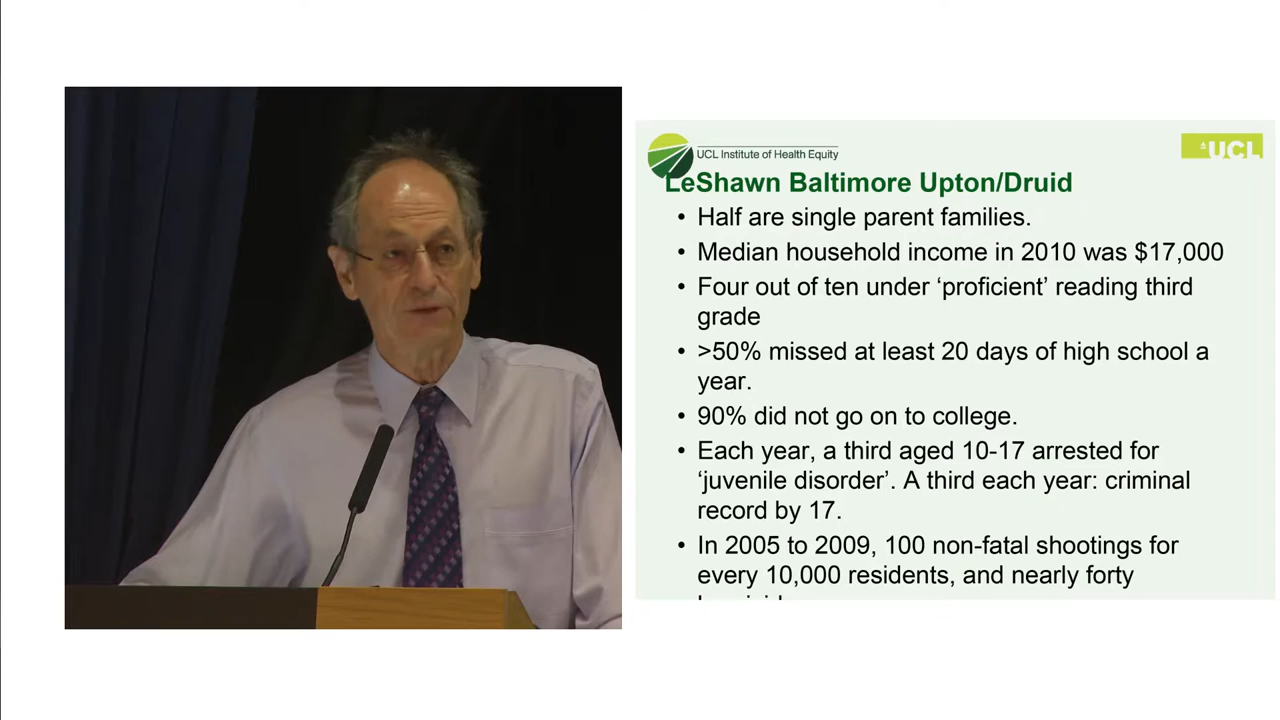 UCL Institute of Health Equity
UCL
LeShawn Baltimore Upton/Druid
• Half are single parent families.
• Median household income in 2010 was $17,000
• Four out of ten under ‘proficient’ reading third
grade
• >50% missed at least 20 days of high school a
year.
• 90% did not go on to college.
• Each year, a third aged 10-17 arrested for
‘juvenile disorder’. A third each year: criminal
record by 17.
• In 2005 to 2009, 100 non-fatal shootings for
every 10,000 residents, and nearly forty